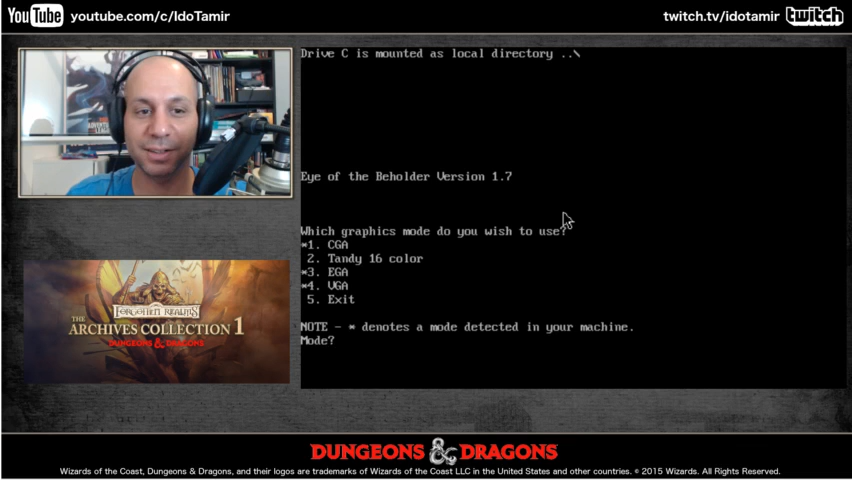 YouTube youtube.com/c/IdoTamir
twitch.tv/idotamir twitch
Drive C is mounted as local directory ..\
Eye of the Beholder Version 1.7
Which graphics mode do you wish to use?
*1. CGA
2. Tandy 16 color
*3. EGA
*4. VGA
5. Exit
NOTE - * denotes a mode detected in your machine.
Mode?
FORGOTTEN REALMS
THE ARCHIVES COLLECTION 1
DUNGEONS & DRAGONS
DUNGEONS & DRAGONS
Wizards of the Coast, Dungeons & Dragons, and their logos are trademarks of Wizards of the Coast LLC in the United States and other countries. © 2015 Wizards. All Rights Reserved.